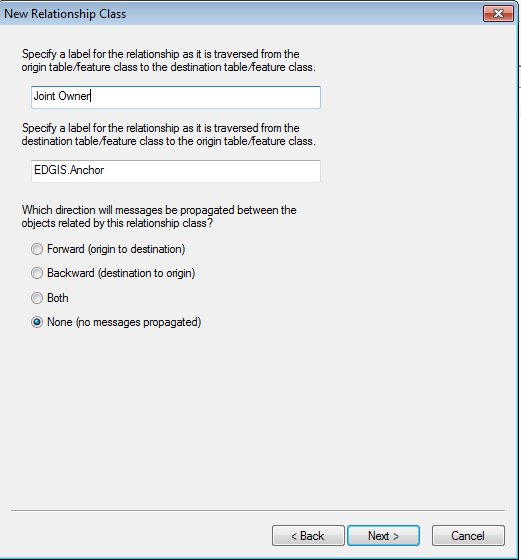 New Relationship Class
Specify a label for the relationship as it is traversed from the
origin table/feature class to the destination table/feature class.
Joint Owner
Specify a label for the relationship as it is traversed from the
destination table/feature class to the origin table/feature class.
EDGIS.Anchor
Which direction will messages be propagated between the
objects related by this relationship class?
Forward (origin to destination)
Backward (destination to origin)
Both
None (no messages propagated)
< Back Next > Cancel